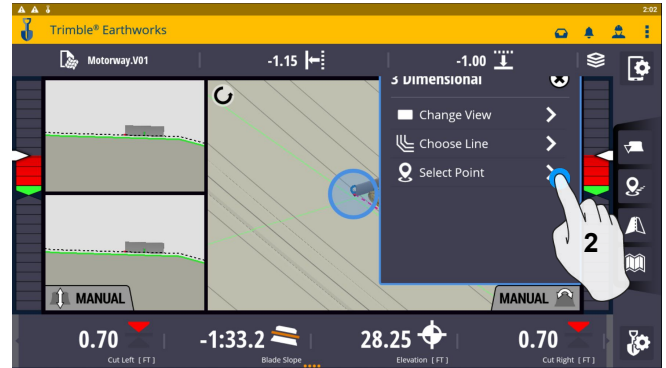 2:02
Trimble® Earthworks
Motorway.V01
-1.15
-1.00
3 Dimensional
Change View
Choose Line
Select Point
2
MANUAL
MANUAL
0.70
-1:33.2
28.25
0.70
Cut Left [ FT ]
Blade Slope
Elevation [ FT ]
Cut Right [ FT ]